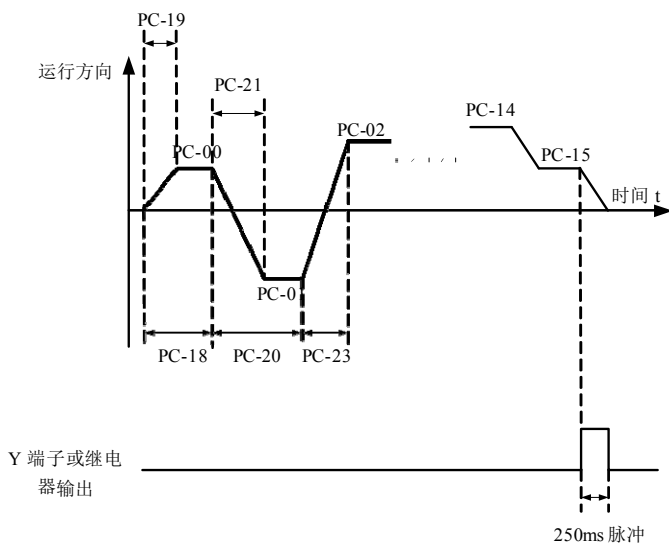 PC-19
运行方向
PC-21
PC-14
PC-02
PC-00
PC-15
时间 t
PC-0
PC-18
PC-20
PC-23
Y 端子或继电
器输出
250ms 脉冲